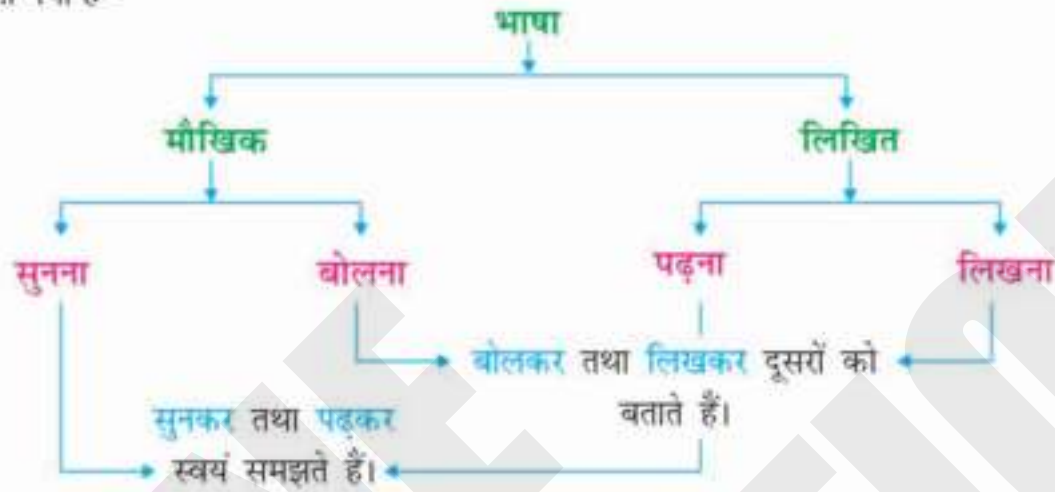 भाषा
मौखिक लिखित
सुनना बोलना पढ़ना लिखना
बोलकर तथा लिखकर दूसरों को
बताते हैं।
सुनकर तथा पढ़कर
स्वयं समझते हैं।